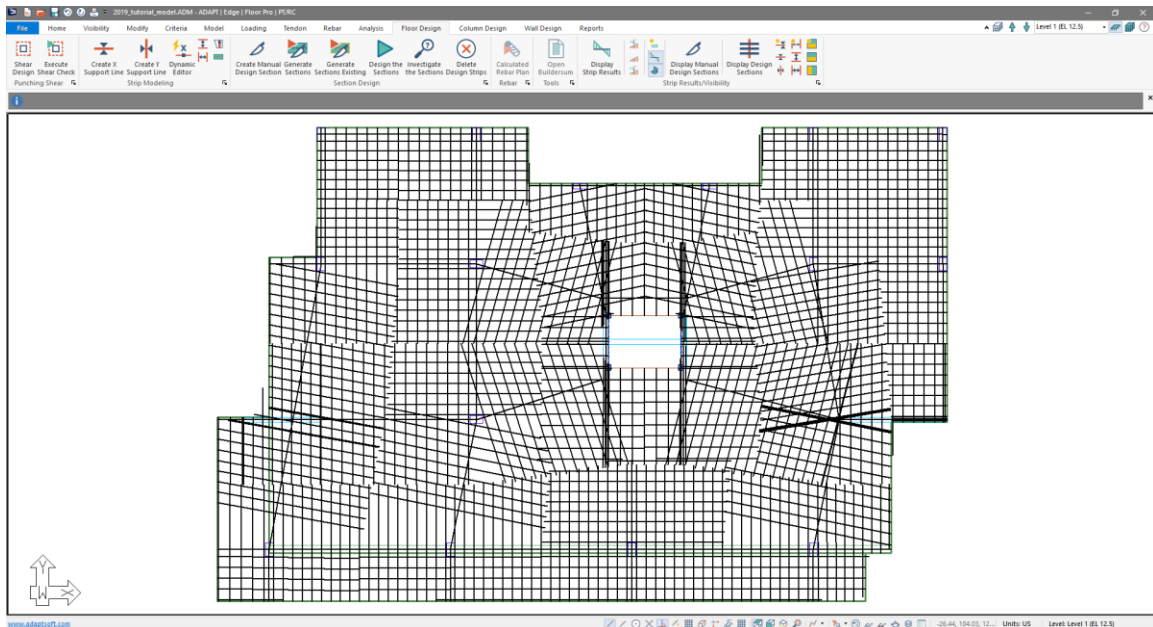 2019_tutorial_model.ADM - ADAPT | Edge | Floor Pro | PT/RC
File Home Visibility Modify Criteria Model Loading Tendon Rebar Analysis Floor Design Column Design Wall Design Reports
Level 1 (EL 12.5)
Shear Design
Execute Shear Check
Punching Shear
Create X Support Line
Create Y Support Line
Dynamic Editor
Strip Modeling
Create Manual Design Section
Generate Sections
Generate Sections Existing
Design the Sections
Investigate the Sections
Delete Design Strips
Section Design
Calculated Rebar Plan
Rebar
Open Buildersum
Tools
Display Strip Results
Display Manual Design Sections
Display Design Sections
Strip Results/Visibility
Y
W
X
www.adaptsoft.com
-26.44, 104.03, 12... Units: US Level: Level 1 (EL 12.5)